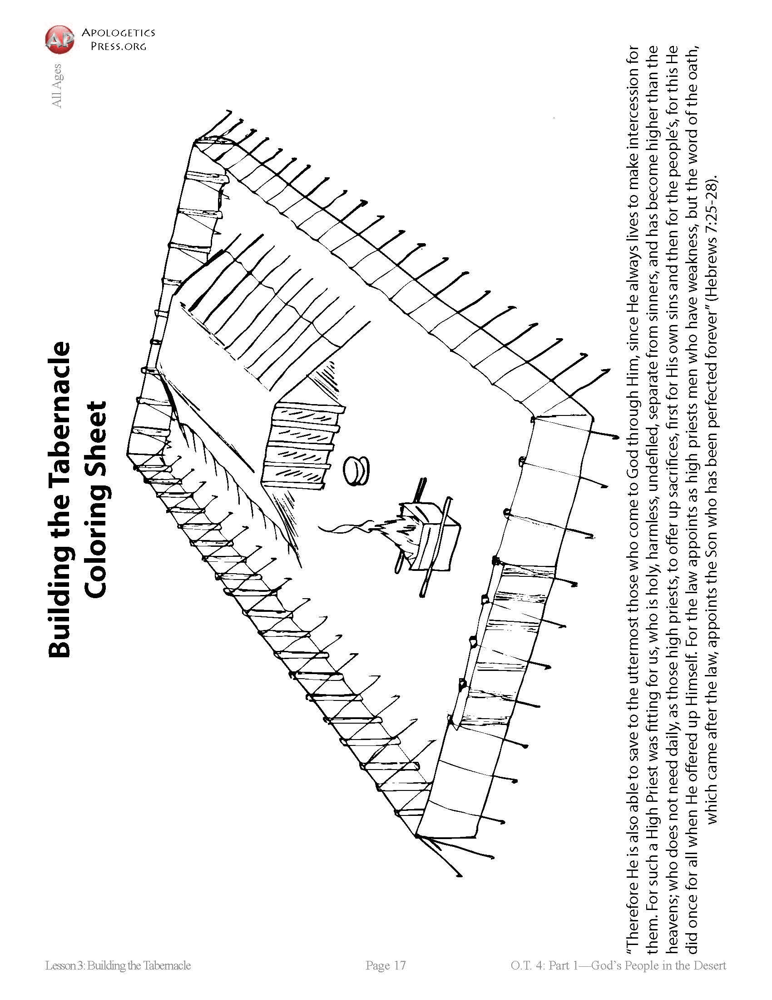 APOLOGETICS
PRESS.ORG
AP
All Ages
Building the Tabernacle
Coloring Sheet
“Therefore He is also able to save to the uttermost those who come to God through Him, since He always lives to make intercession for
them. For such a High Priest was fitting for us, who is holy, harmless, undefiled, separate from sinners, and has become higher than the
heavens; who does not need daily, as those high priests, to offer up sacrifices, first for His own sins and then for the people’s, for this He
did once for all when He offered up Himself. For the law appoints as high priests men who have weakness, but the word of the oath,
which came after the law, appoints the Son who has been perfected forever” (Hebrews 7:25-28).
Lesson 3: Building the Tabernacle
Page 17
O.T. 4: Part 1—God’s People in the Desert